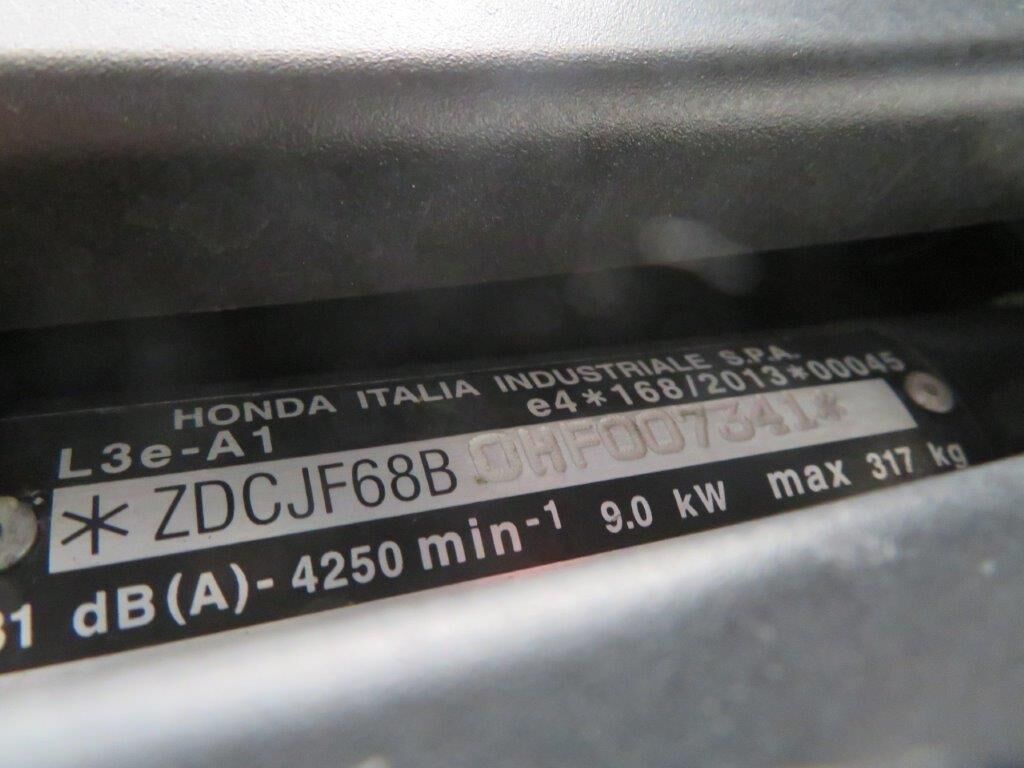 HONDA ITALIA INDUSTRIALE S.P.A.
L3e-A1 e4*168/2013*00045
*ZDCJF68B0HF007341*
81 dB(A)- 4250 min-1 9.0 kW max 317 kg